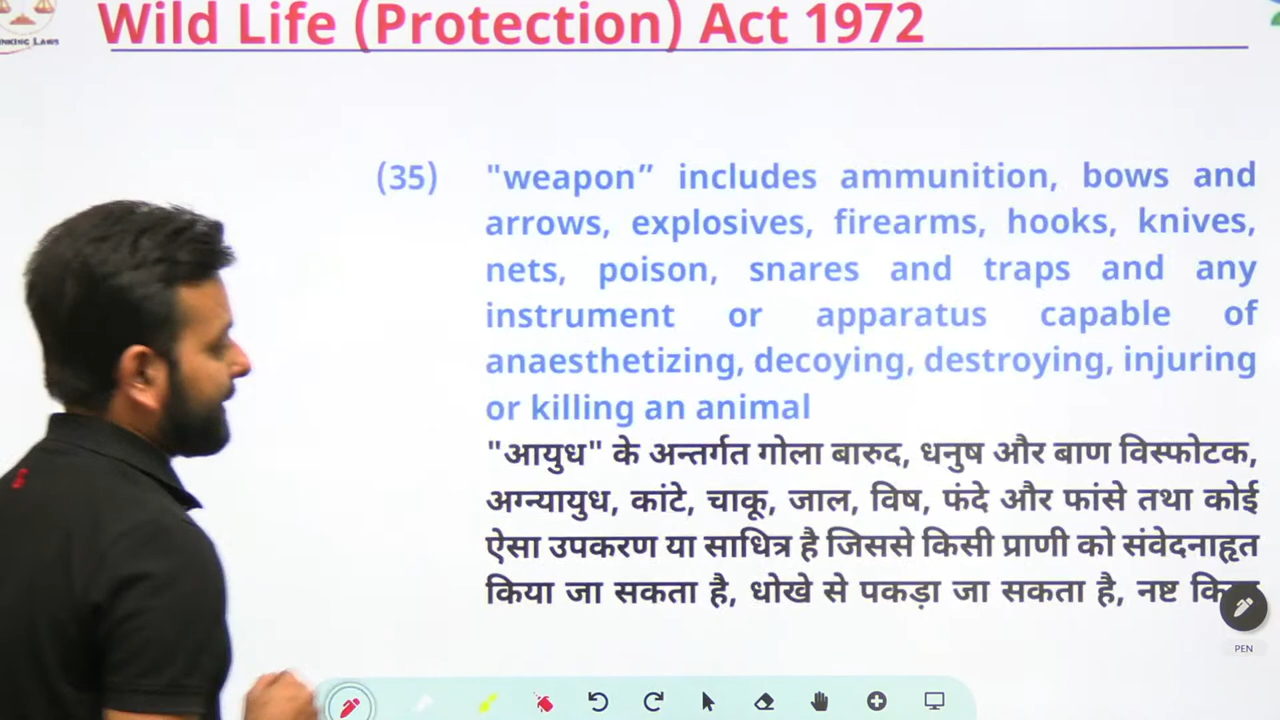 Wild Life (Protection) Act 1972
NKING LAWS
(35) "weapon” includes ammunition, bows and
arrows, explosives, firearms, hooks, knives,
nets, poison, snares and traps and any
instrument or apparatus capable of
anaesthetizing, decoying, destroying, injuring
or killing an animal
"आयुध" के अन्तर्गत गोला बारुद, धनुष और बाण विस्फोटक,
अग्न्यायुध, कांटे, चाकू, जाल, विष, फंदे और फांसे तथा कोई
ऐसा उपकरण या साधित्र है जिससे किसी प्राणी को संवेदनाहृत
किया जा सकता है, धोखे से पकड़ा जा सकता है, नष्ट
PEN